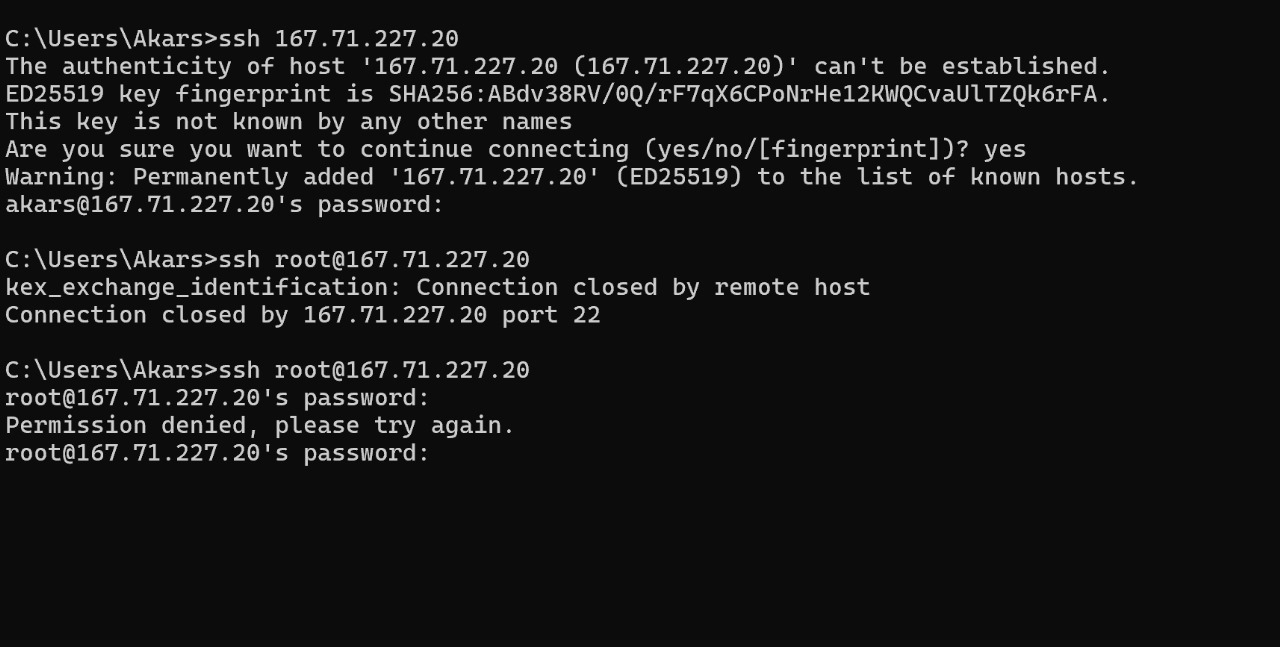 C:\Users\Akars>ssh 167.71.227.20
The authenticity of host '167.71.227.20 (167.71.227.20)' can't be established.
ED25519 key fingerprint is SHA256:ABdv38RV/0Q/rF7qX6CPoNrHe12KWQCvaUlTZQk6rFA.
This key is not known by any other names
Are you sure you want to continue connecting (yes/no/[fingerprint])? yes
Warning: Permanently added '167.71.227.20' (ED25519) to the list of known hosts.
akars@167.71.227.20's password:
C:\Users\Akars>ssh root@167.71.227.20
kex_exchange_identification: Connection closed by remote host
Connection closed by 167.71.227.20 port 22
C:\Users\Akars>ssh root@167.71.227.20
root@167.71.227.20's password:
Permission denied, please try again.
root@167.71.227.20's password: